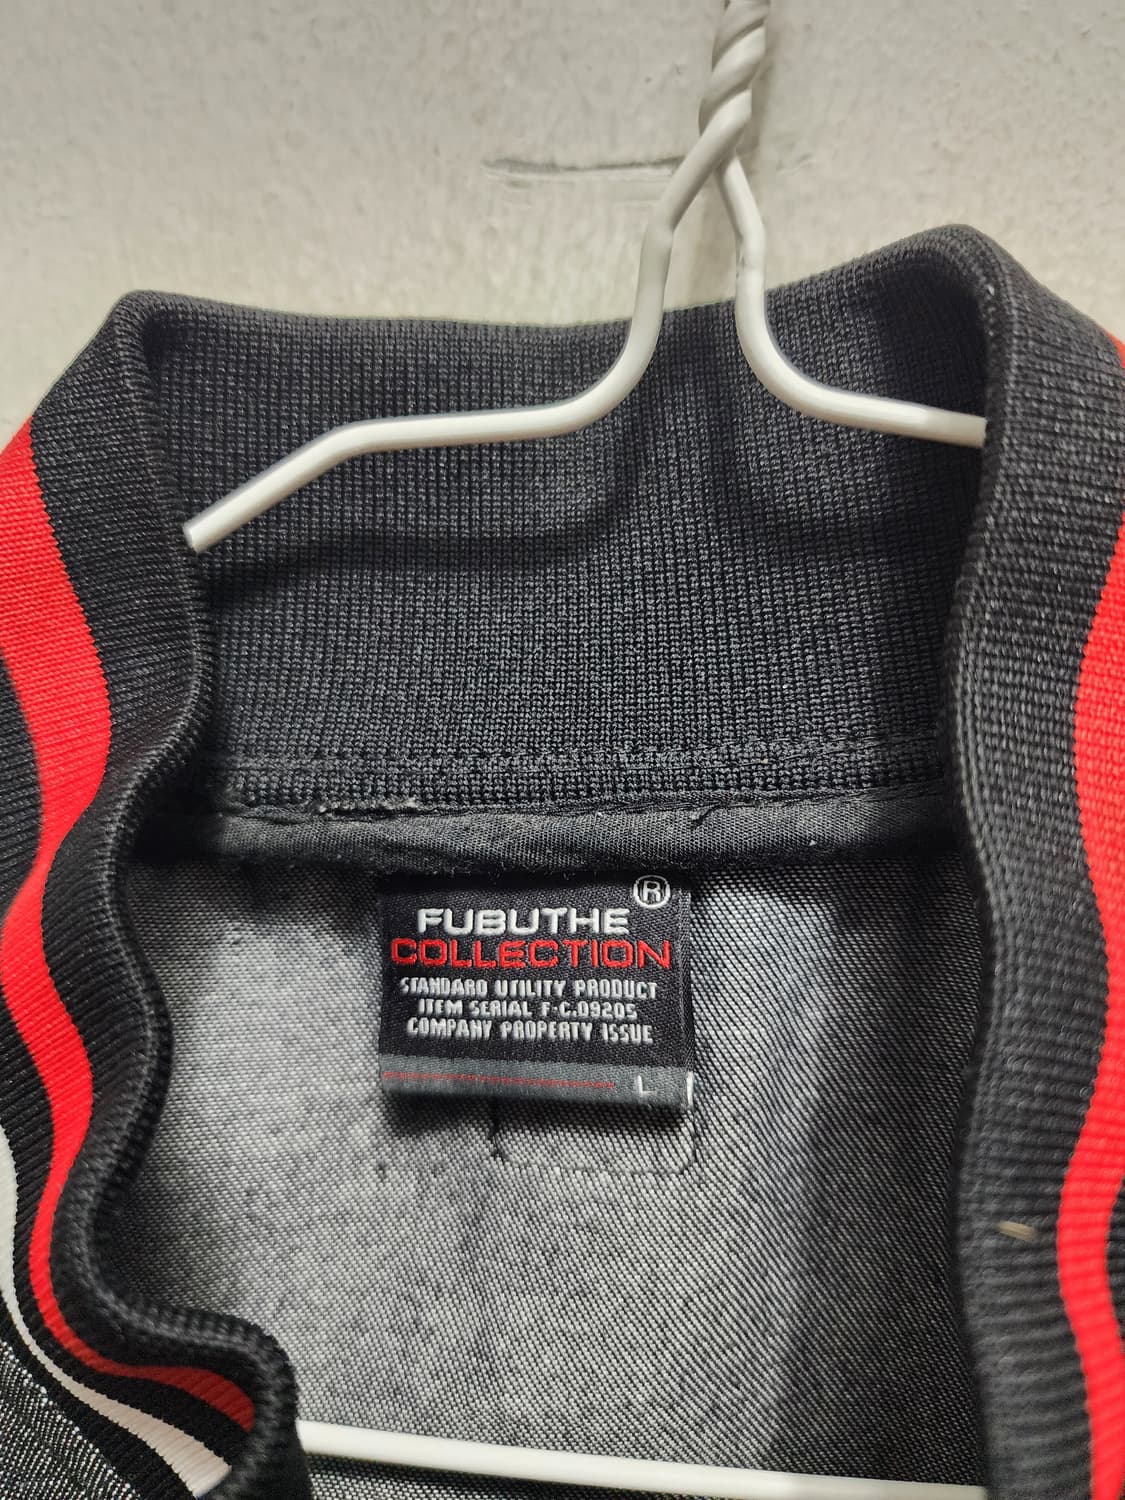 ®
FUBUTHE
COLLECTION
STANDARD UTILITY PRODUCT
ITEM SERIAL F-C.09205
COMPANY PROPERTY ISSUE
L